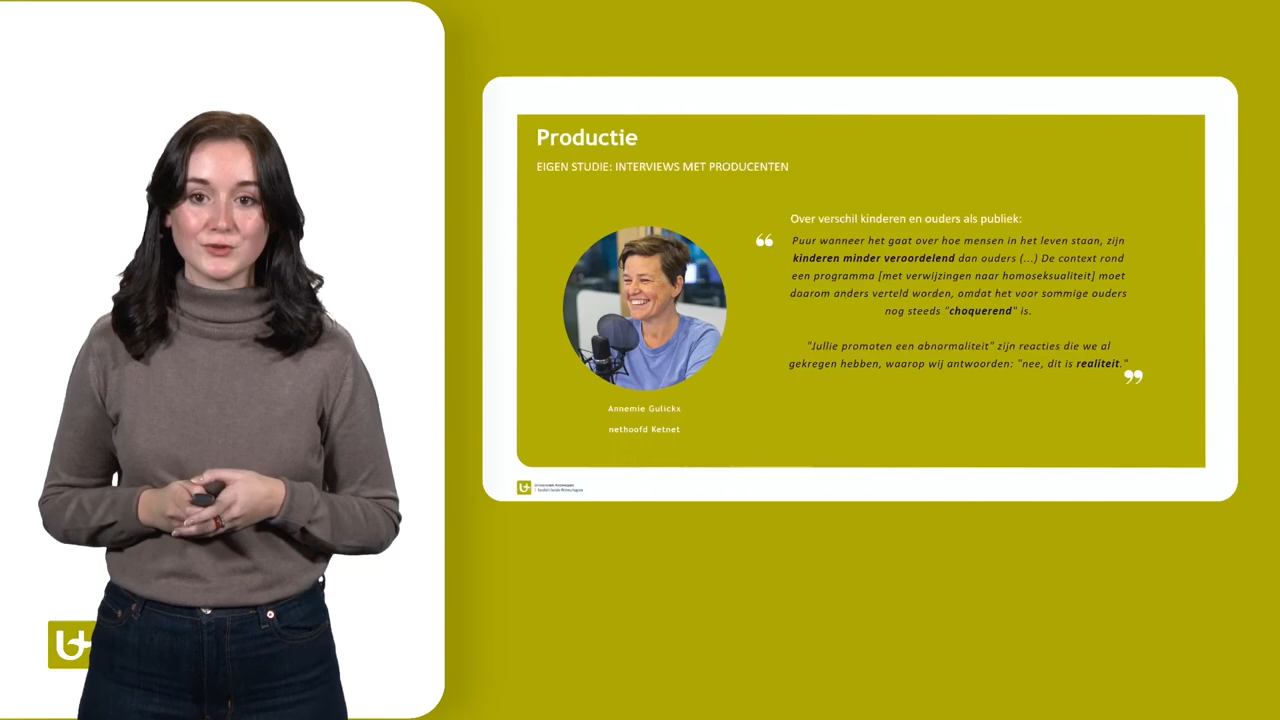 Productie
EIGEN STUDIE: INTERVIEWS MET PRODUCENTEN
Over verschil kinderen en ouders als publiek:
“
Puur wanneer het gaat over hoe mensen in het leven staan, zijn
kinderen minder veroordelend dan ouders (...) De context rond
een programma [met verwijzingen naar homoseksualiteit] moet
daarom anders verteld worden, omdat het voor sommige ouders
nog steeds "choquerend" is.
"Jullie promoten een abnormaliteit" zijn reacties die we al
gekregen hebben, waarop wij antwoorden: "nee, dit is realiteit."
”
Annemie Gulickx
nethoofd Ketnet
Universiteit Antwerpen